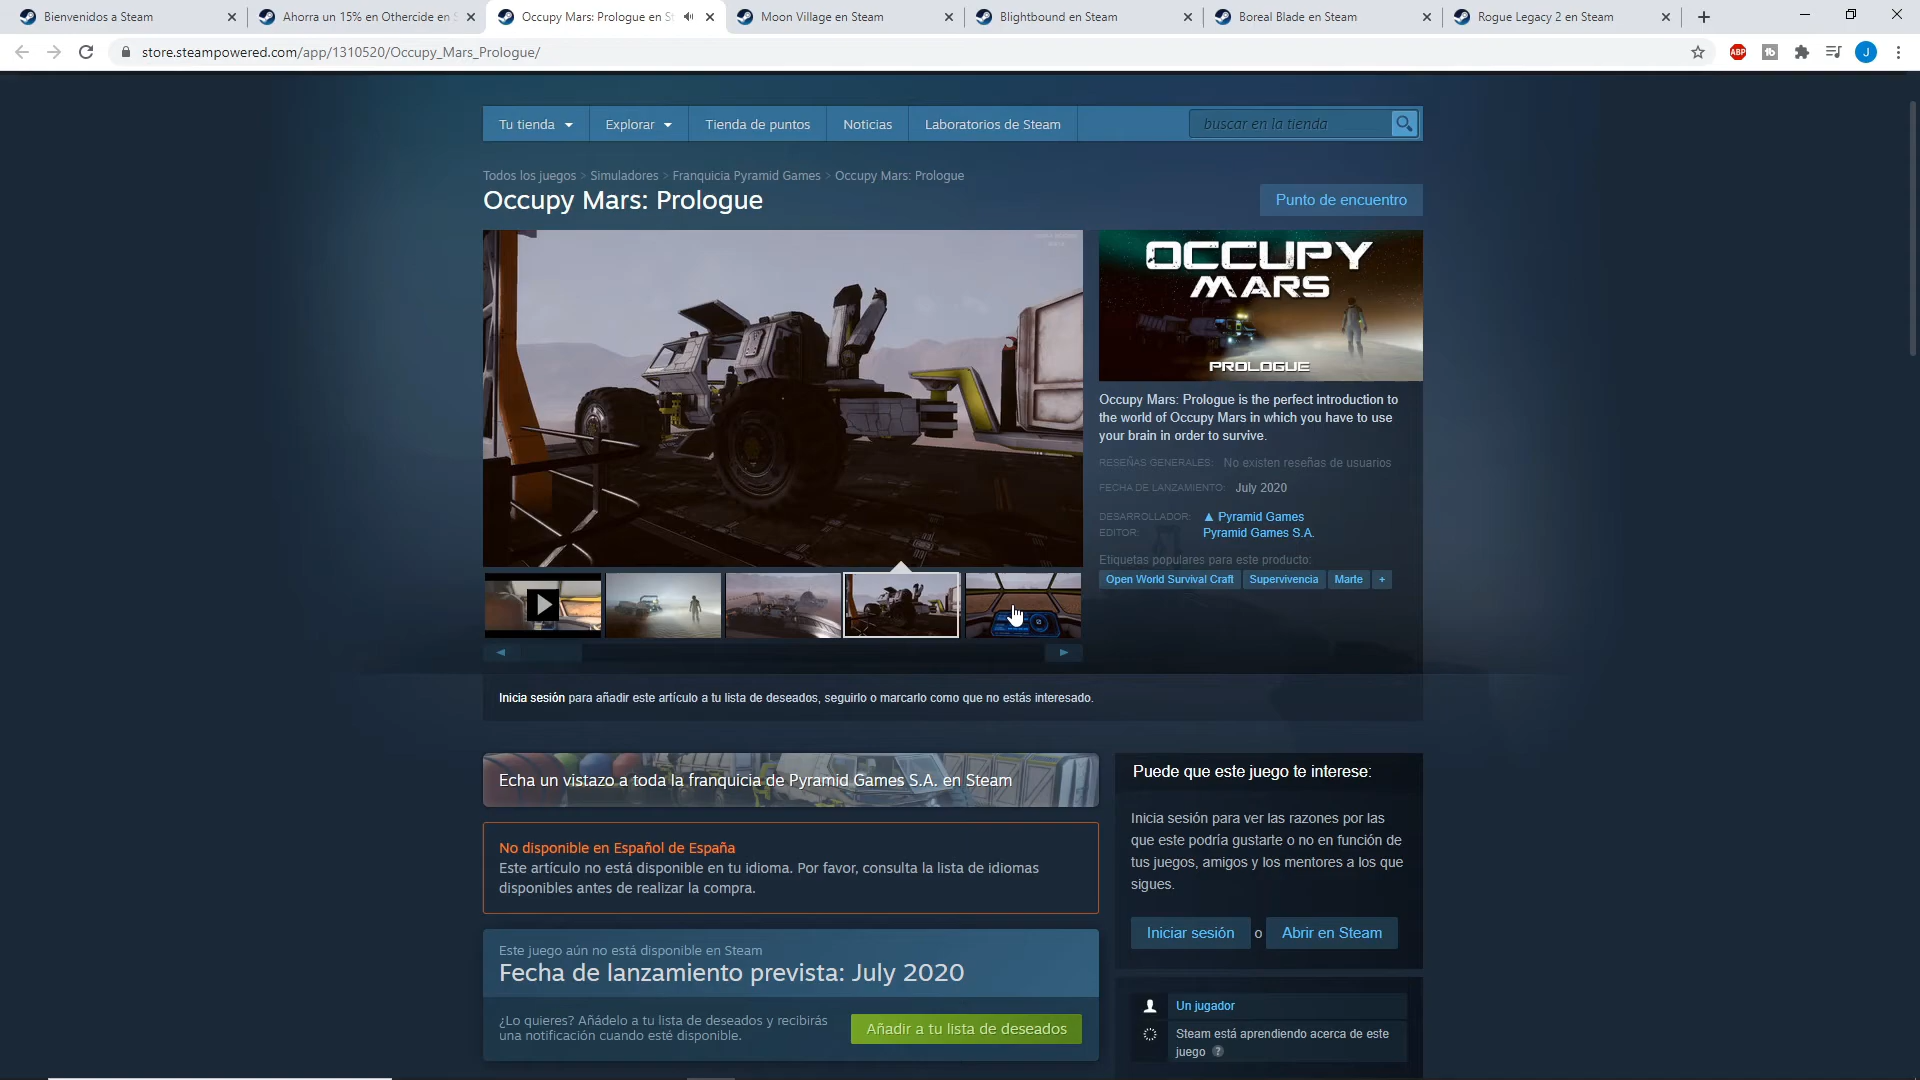 Bienvenidos a Steam
Ahorra un 15% en Othercide en S
Occupy Mars: Prologue en St
Moon Village en Steam
Blightbound en Steam
Boreal Blade en Steam
Rogue Legacy 2 en Steam
store.steampowered.com/app/1310520/Occupy_Mars_Prologue/
ABP
J
Tu tienda
Explorar
Tienda de puntos
Noticias
Laboratorios de Steam
buscar en la tienda
Todos los juegos > Simuladores > Franquicia Pyramid Games > Occupy Mars: Prologue
Occupy Mars: Prologue
Punto de encuentro
OCCUPY
MARS
PROLOGUE
Occupy Mars: Prologue is the perfect introduction to
the world of Occupy Mars in which you have to use
your brain in order to survive.
RESEÑAS GENERALES: No existen reseñas de usuarios
FECHA DE LANZAMIENTO: July 2020
DESARROLLADOR: Pyramid Games
EDITOR: Pyramid Games S.A.
Etiquetas populares para este producto:
Open World Survival Craft Supervivencia Marte +
Inicia sesión para añadir este artículo a tu lista de deseados, seguirlo o marcarlo como que no estás interesado.
Echa un vistazo a toda la franquicia de Pyramid Games S.A. en Steam
No disponible en Español de España
Este artículo no está disponible en tu idioma. Por favor, consulta la lista de idiomas
disponibles antes de realizar la compra.
Este juego aún no está disponible en Steam
Fecha de lanzamiento prevista: July 2020
¿Lo quieres? Añádelo a tu lista de deseados y recibirás
una notificación cuando esté disponible.
Añadir a tu lista de deseados
Puede que este juego te interese:
Inicia sesión para ver las razones por las
que este podría gustarte o no en función de
tus juegos, amigos y los mentores a los que
sigues.
Iniciar sesión o Abrir en Steam
Un jugador
Steam está aprendiendo acerca de este
juego ?